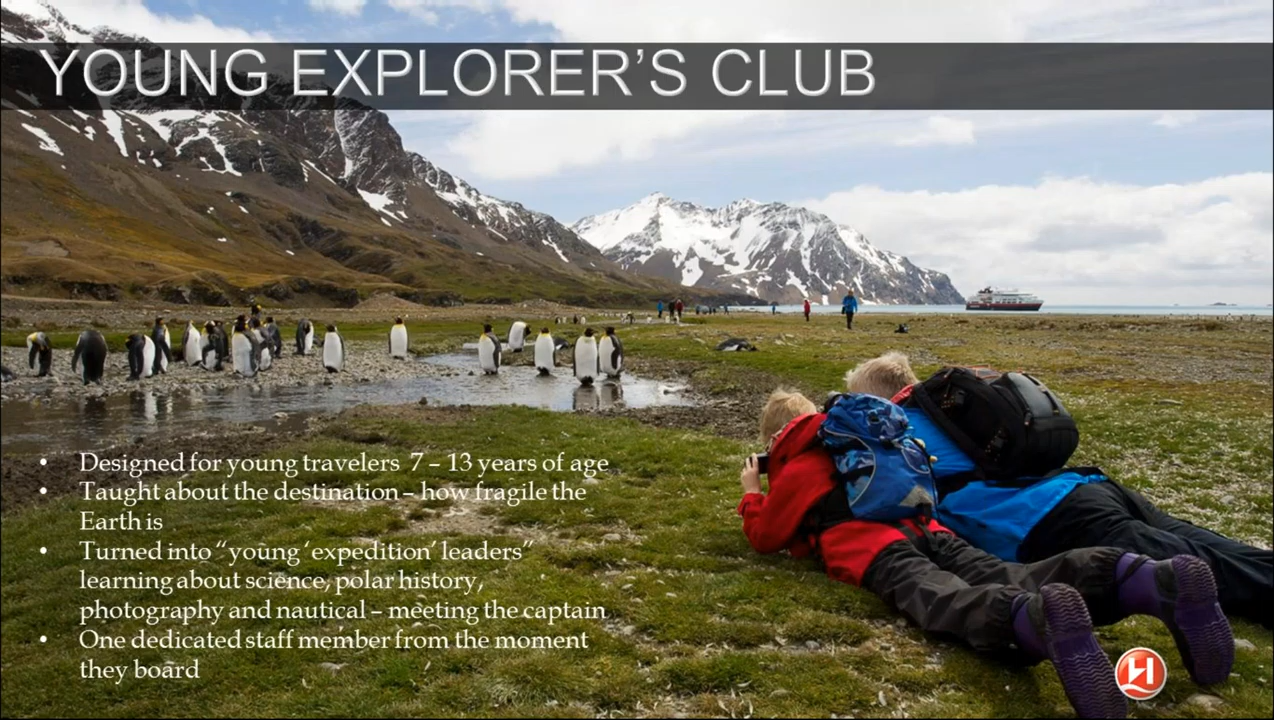 YOUNG EXPLORER’S CLUB
• Designed for young travelers 7 – 13 years of age
• Taught about the destination – how fragile the
Earth is
• Turned into “young ‘expedition’ leaders”
learning about science, polar history,
photography and nautical – meeting the captain
• One dedicated staff member from the moment
they board
H